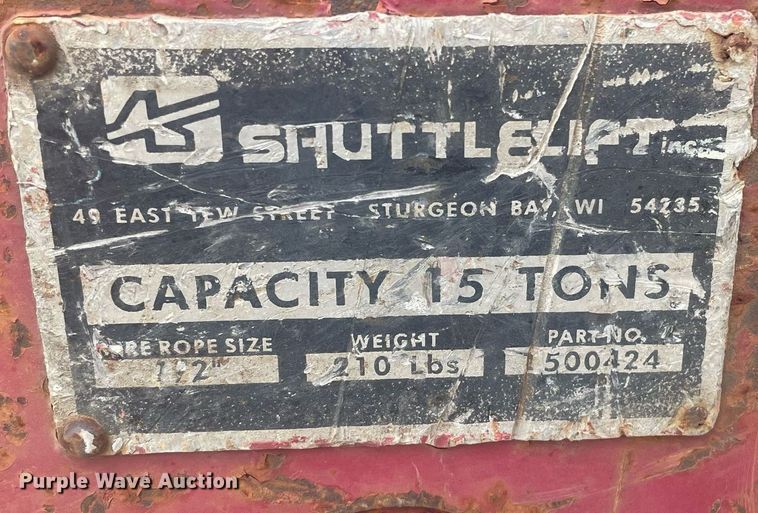 SHUTTLELIFT inc.
49 EAST YEW STREET STURGEON BAY, WI 54235
CAPACITY 15 TONS
ROPE SIZE WEIGHT PART NO.
1/2" 210 Lbs 500424
Purple Wave Auction